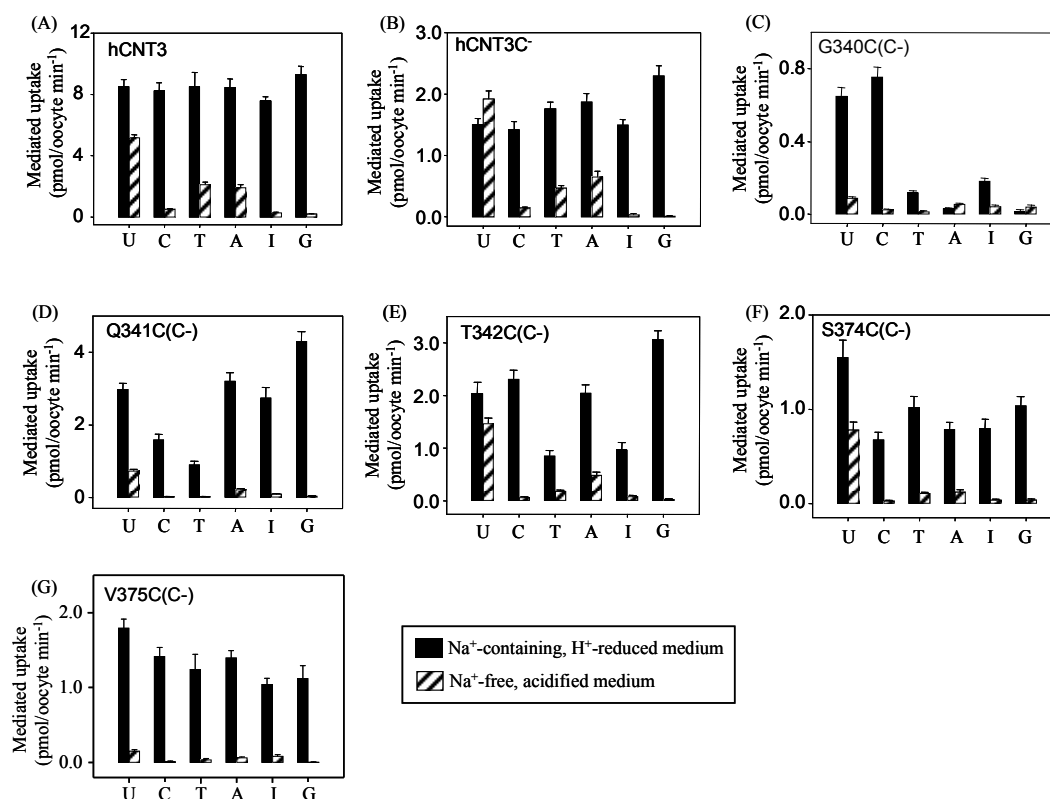 (A)
hCNT3
Mediated uptake
(pmol/oocyte min⁻¹)
12
8
4
0
U C T A I G
(B)
hCNT3C⁻
Mediated uptake
(pmol/oocyte min⁻¹)
3.0
2.0
1.0
0.0
U C T A I G
(C)
G340C(C-)
Mediated uptake
(pmol/oocyte min⁻¹)
0.8
0.4
0.0
U C T A I G
(D)
Q341C(C-)
Mediated uptake
(pmol/oocyte min⁻¹)
4
2
0
U C T A I G
(E)
T342C(C-)
Mediated uptake
(pmol/oocyte min⁻¹)
3.0
2.0
1.0
0.0
U C T A I G
(F)
S374C(C-)
Mediated uptake
(pmol/oocyte min⁻¹)
2.0
1.0
0.0
U C T A I G
(G)
V375C(C-)
Mediated uptake
(pmol/oocyte min⁻¹)
2.0
1.0
0.0
U C T A I G
Na⁺-containing, H⁺-reduced medium
Na⁺-free, acidified medium